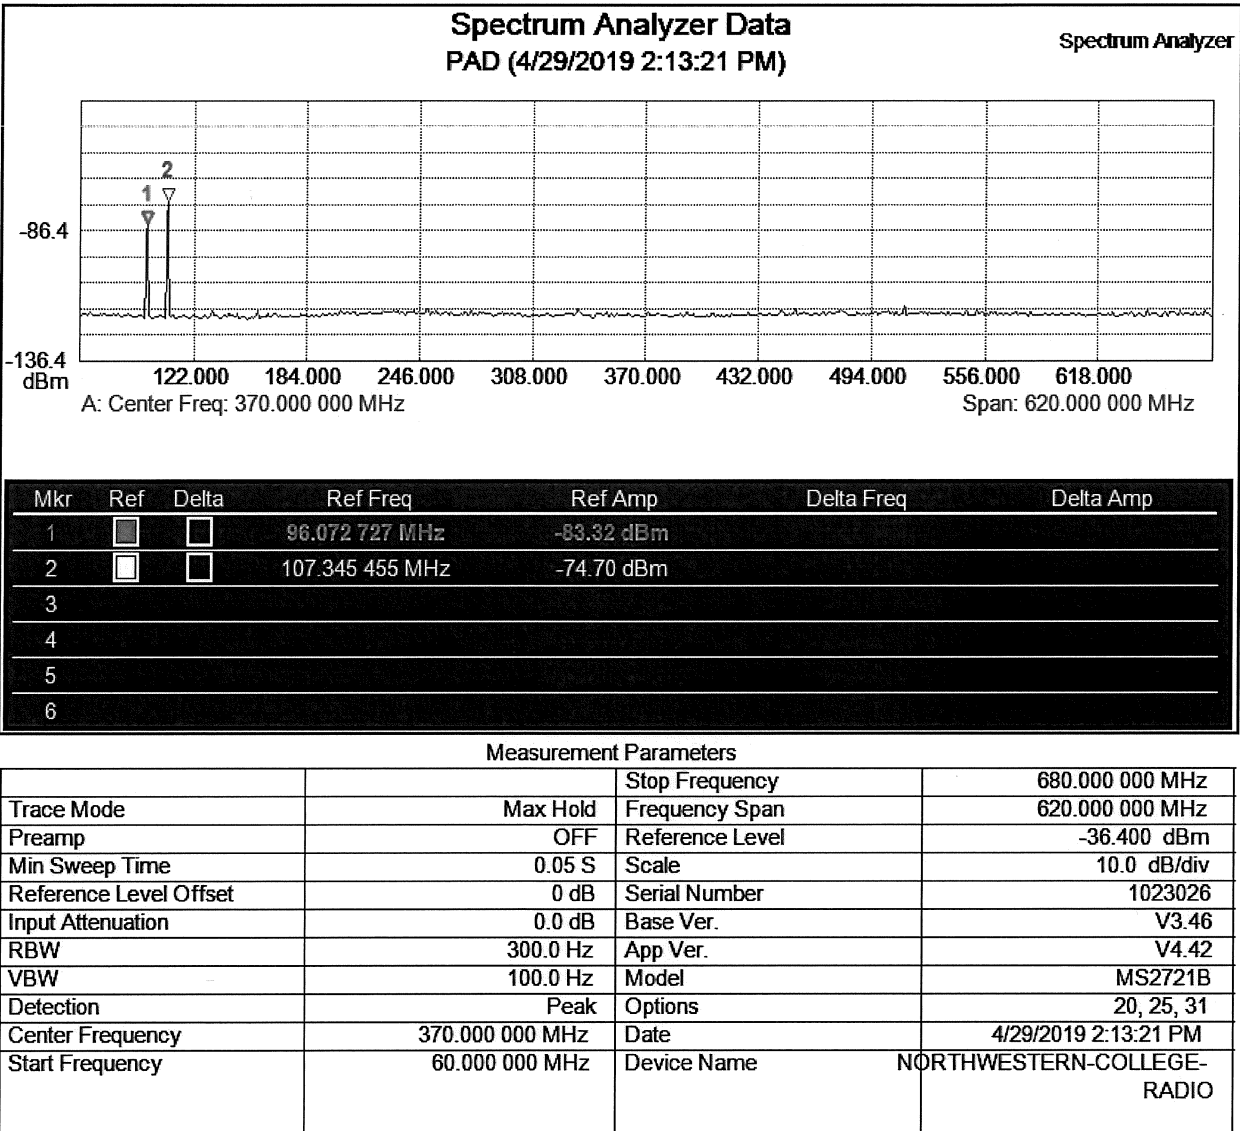 Spectrum Analyzer Data
Spectrum Analyzer
PAD (4/29/2019 2:13:21 PM)
2
1
-86.4
-136.4
dBm
122.000 184.000 246.000 308.000 370.000 432.000 494.000 556.000 618.000
A: Center Freq: 370.000 000 MHz Span: 620.000 000 MHz
Mkr Ref Delta Ref Freq Ref Amp Delta Freq Delta Amp
1 96.072 727 MHz -83.32 dBm
2 107.345 455 MHz -74.70 dBm
3
4
5
6
Measurement Parameters
Stop Frequency 680.000 000 MHz
Trace Mode Max Hold Frequency Span 620.000 000 MHz
Preamp OFF Reference Level -36.400 dBm
Min Sweep Time 0.05 S Scale 10.0 dB/div
Reference Level Offset 0 dB Serial Number 1023026
Input Attenuation 0.0 dB Base Ver. V3.46
RBW 300.0 Hz App Ver. V4.42
VBW 100.0 Hz Model MS2721B
Detection Peak Options 20, 25, 31
Center Frequency 370.000 000 MHz Date 4/29/2019 2:13:21 PM
Start Frequency 60.000 000 MHz Device Name NORTHWESTERN-COLLEGE-
RADIO